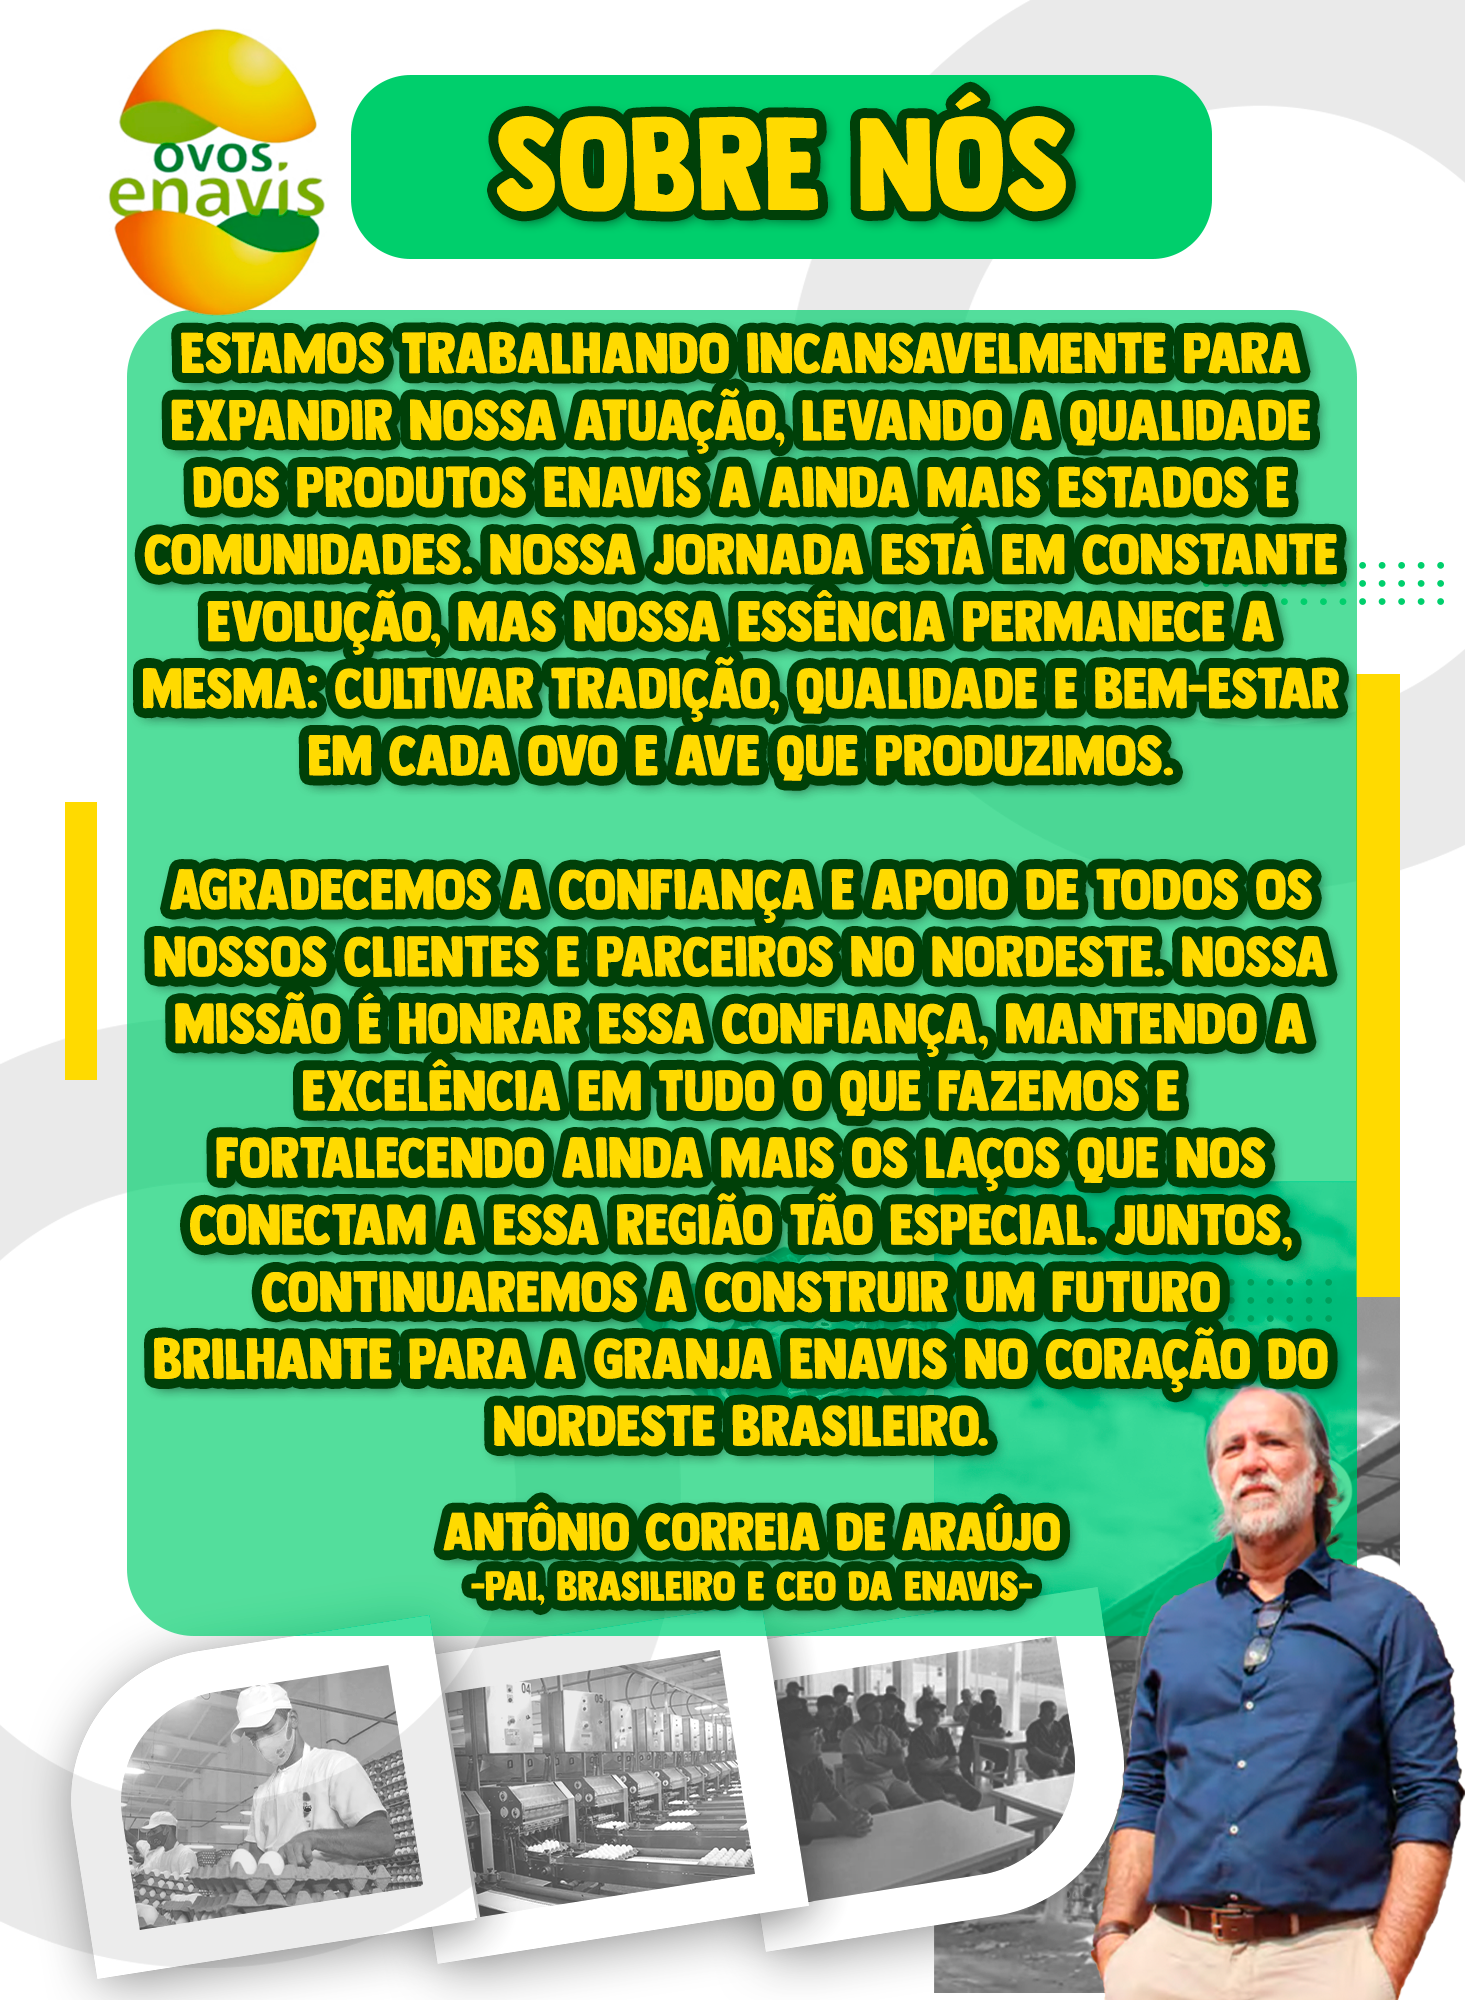 ovos
enavis
SOBRE NÓS
ESTAMOS TRABALHANDO INCANSAVELMENTE PARA
EXPANDIR NOSSA ATUAÇÃO, LEVANDO A QUALIDADE
DOS PRODUTOS ENAVIS A AINDA MAIS ESTADOS E
COMUNIDADES. NOSSA JORNADA ESTÁ EM CONSTANTE
EVOLUÇÃO, MAS NOSSA ESSÊNCIA PERMANECE A
MESMA: CULTIVAR TRADIÇÃO, QUALIDADE E BEM-ESTAR
EM CADA OVO E AVE QUE PRODUZIMOS.
AGRADECEMOS A CONFIANÇA E APOIO DE TODOS OS
NOSSOS CLIENTES E PARCEIROS NO NORDESTE. NOSSA
MISSÃO É HONRAR ESSA CONFIANÇA, MANTENDO A
EXCELÊNCIA EM TUDO O QUE FAZEMOS E
FORTALECENDO AINDA MAIS OS LAÇOS QUE NOS
CONECTAM A ESSA REGIÃO TÃO ESPECIAL. JUNTOS,
CONTINUAREMOS A CONSTRUIR UM FUTURO
BRILHANTE PARA A GRANJA ENAVIS NO CORAÇÃO DO
NORDESTE BRASILEIRO.
ANTÔNIO CORREIA DE ARAÚJO
-PAI, BRASILEIRO E CEO DA ENAVIS-
04
05